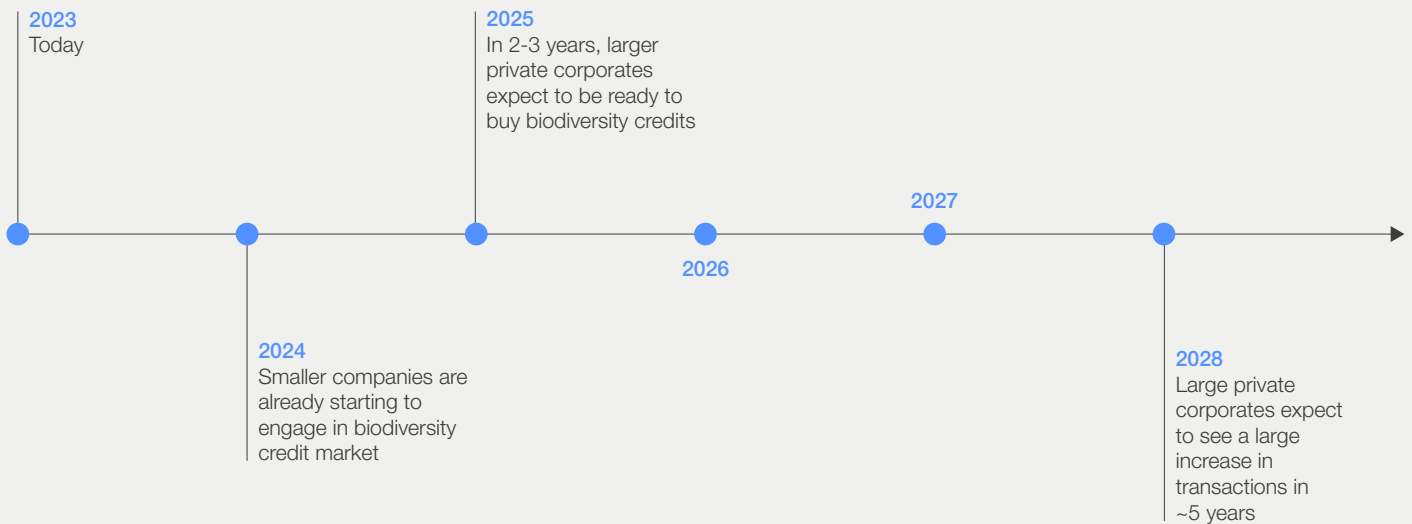 2023
Today
2025
In 2-3 years, larger
private corporates
expect to be ready to
buy biodiversity credits
2027
2026
2024
Smaller companies are
already starting to
engage in biodiversity
credit market
2028
Large private
corporates expect
to see a large
increase in
transactions in
~5 years